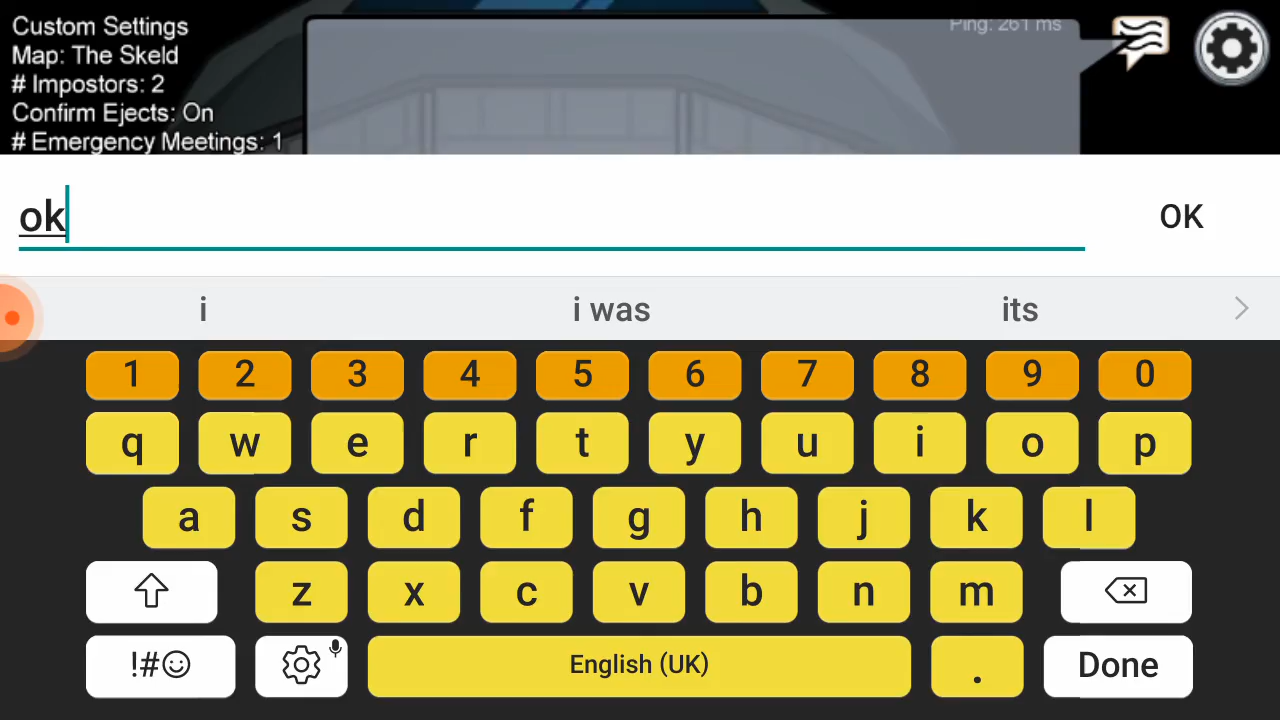 Custom Settings
Map: The Skeld
# Impostors: 2
Confirm Ejects: On
# Emergency Meetings: 1
Ping: 261 ms
ok
OK
i
i was
its
1 2 3 4 5 6 7 8 9 0
q w e r t y u i o p
a s d f g h j k l
z x c v b n m
!#☺
English (UK)
.
Done